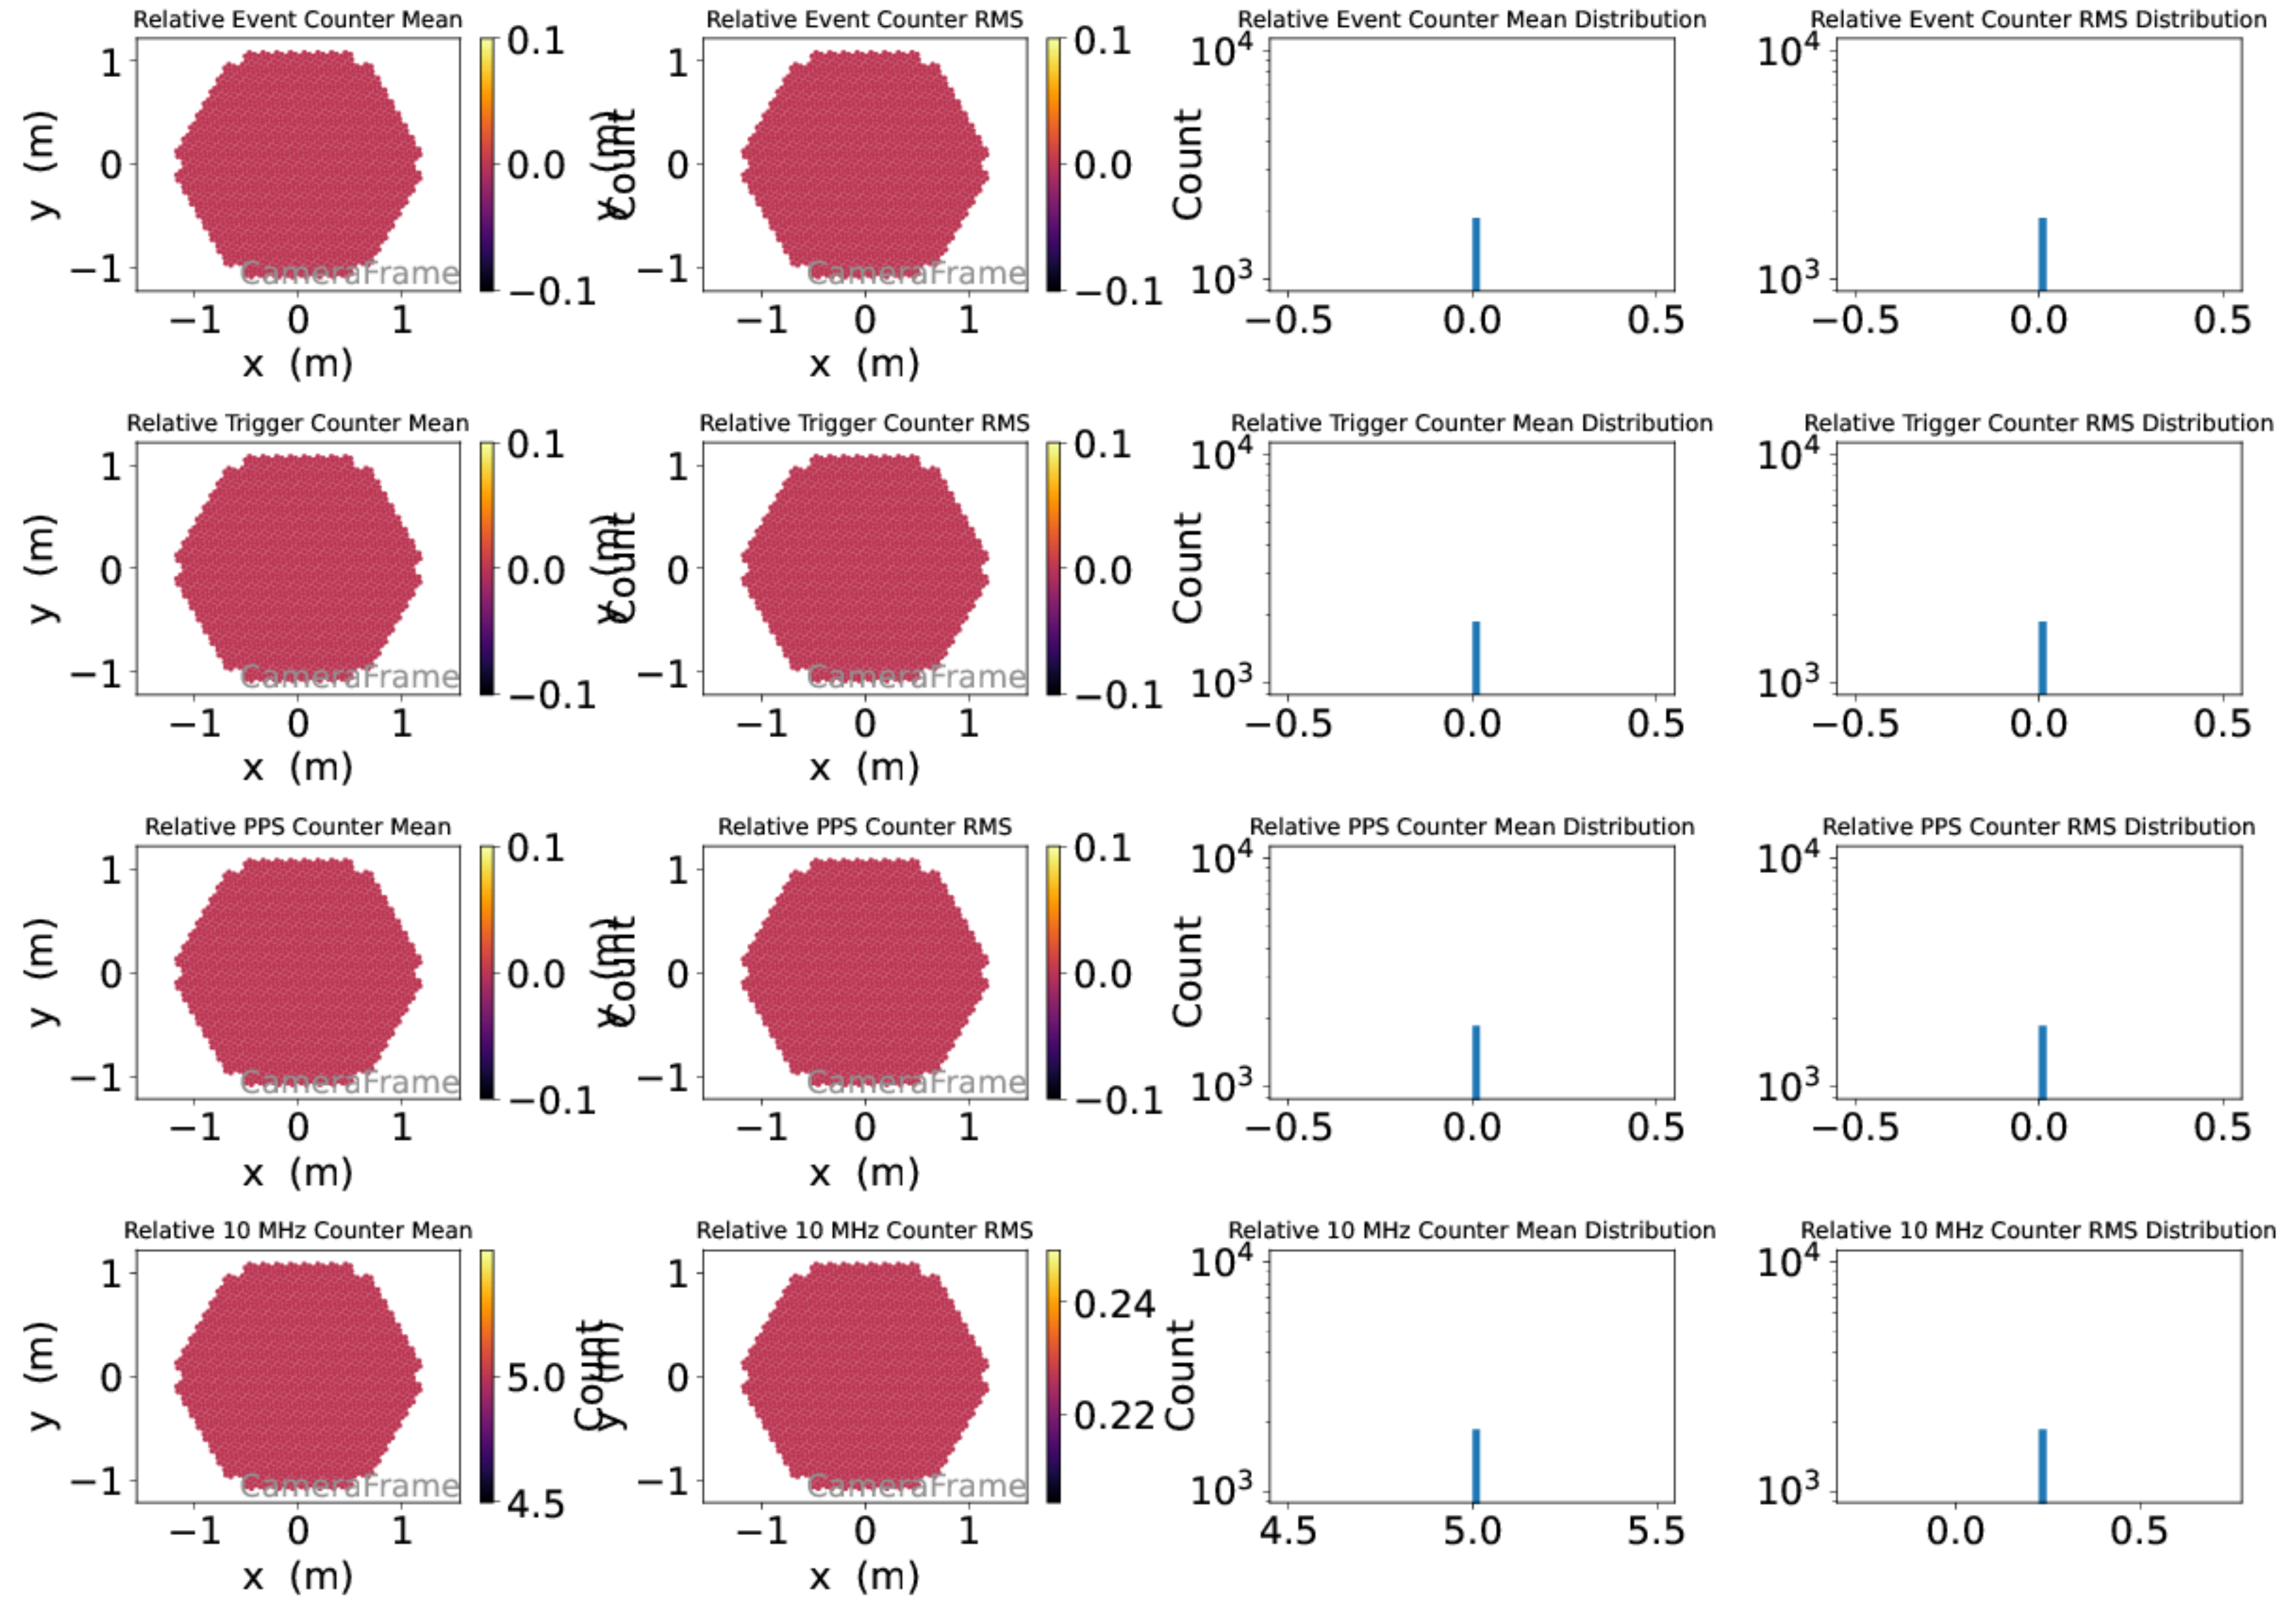 Relative Event Counter Mean
1
0
−1
y (m)
−1 0 1
x (m)
CameraFrame
0.1
0.0
−0.1
Count
Relative Event Counter RMS
1
0
−1
y (m)
−1 0 1
x (m)
CameraFrame
0.1
0.0
−0.1
Relative Event Counter Mean Distribution
10⁴
10³
Count
−0.5 0.0 0.5
Relative Event Counter RMS Distribution
10⁴
10³
−0.5 0.0 0.5
Relative Trigger Counter Mean
1
0
−1
y (m)
−1 0 1
x (m)
CameraFrame
0.1
0.0
−0.1
Count
Relative Trigger Counter RMS
1
0
−1
y (m)
−1 0 1
x (m)
CameraFrame
0.1
0.0
−0.1
Relative Trigger Counter Mean Distribution
10⁴
10³
Count
−0.5 0.0 0.5
Relative Trigger Counter RMS Distribution
10⁴
10³
−0.5 0.0 0.5
Relative PPS Counter Mean
1
0
−1
y (m)
−1 0 1
x (m)
CameraFrame
0.1
0.0
−0.1
Count
Relative PPS Counter RMS
1
0
−1
y (m)
−1 0 1
x (m)
CameraFrame
0.1
0.0
−0.1
Relative PPS Counter Mean Distribution
10⁴
10³
Count
−0.5 0.0 0.5
Relative PPS Counter RMS Distribution
10⁴
10³
−0.5 0.0 0.5
Relative 10 MHz Counter Mean
1
0
−1
y (m)
−1 0 1
x (m)
CameraFrame
5.0
4.5
Count
Relative 10 MHz Counter RMS
1
0
−1
y (m)
−1 0 1
x (m)
CameraFrame
0.24
0.22
Relative 10 MHz Counter Mean Distribution
10⁴
10³
Count
4.5 5.0 5.5
Relative 10 MHz Counter RMS Distribution
10⁴
10³
0.0 0.5